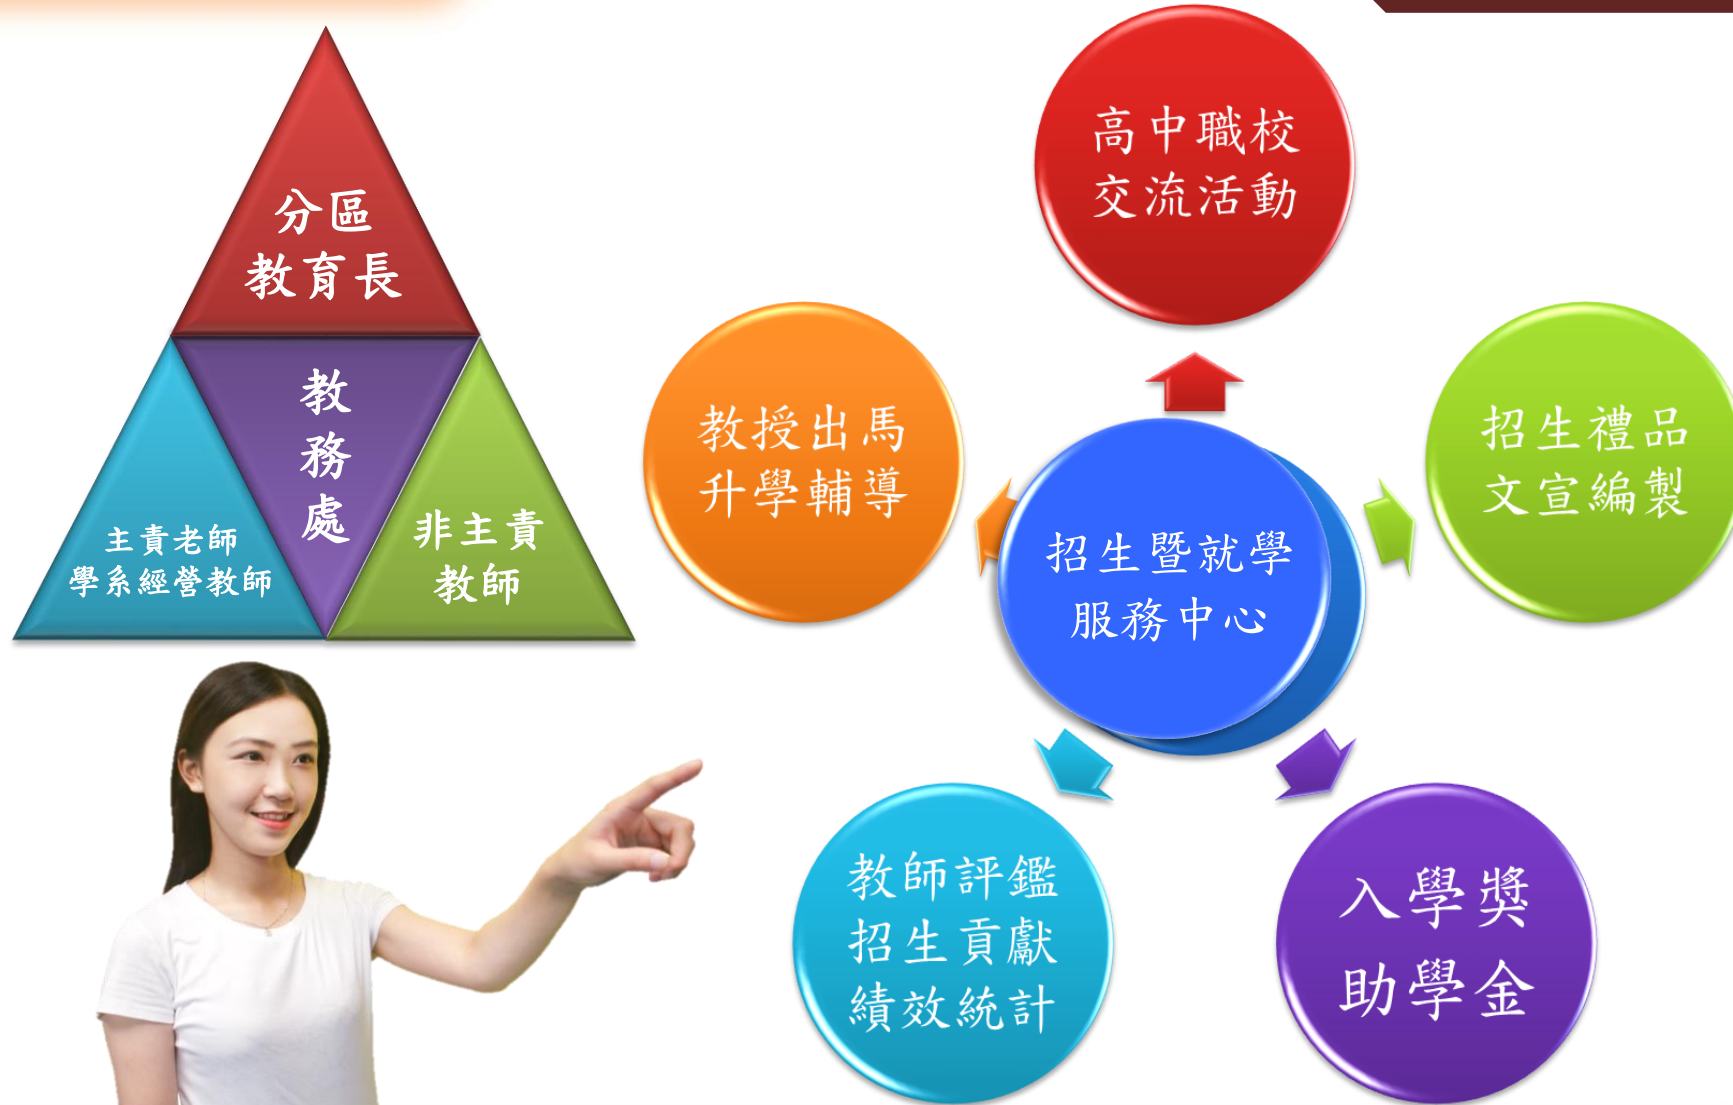 分區
教育長
教
務
處
主責老師
學系經營教師
非主責
教師
高中職校
交流活動
教授出馬
升學輔導
招生禮品
文宣編製
招生暨就學
服務中心
教師評鑑
招生貢獻
績效統計
入學獎
助學金